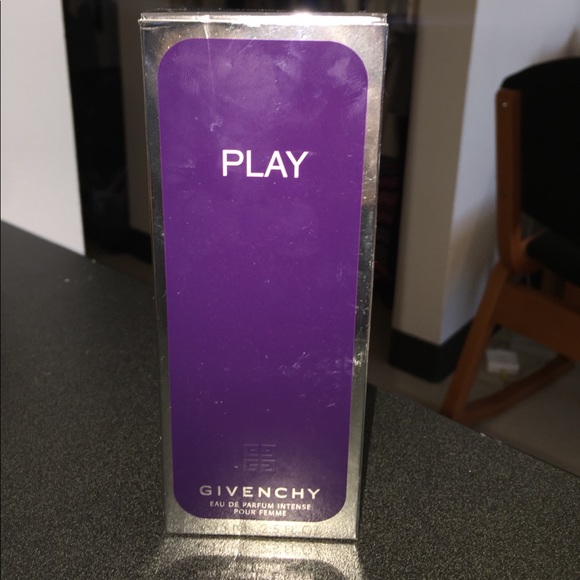 PLAY
GIVENCHY
EAU DE PARFUM INTENSE
POUR FEMME